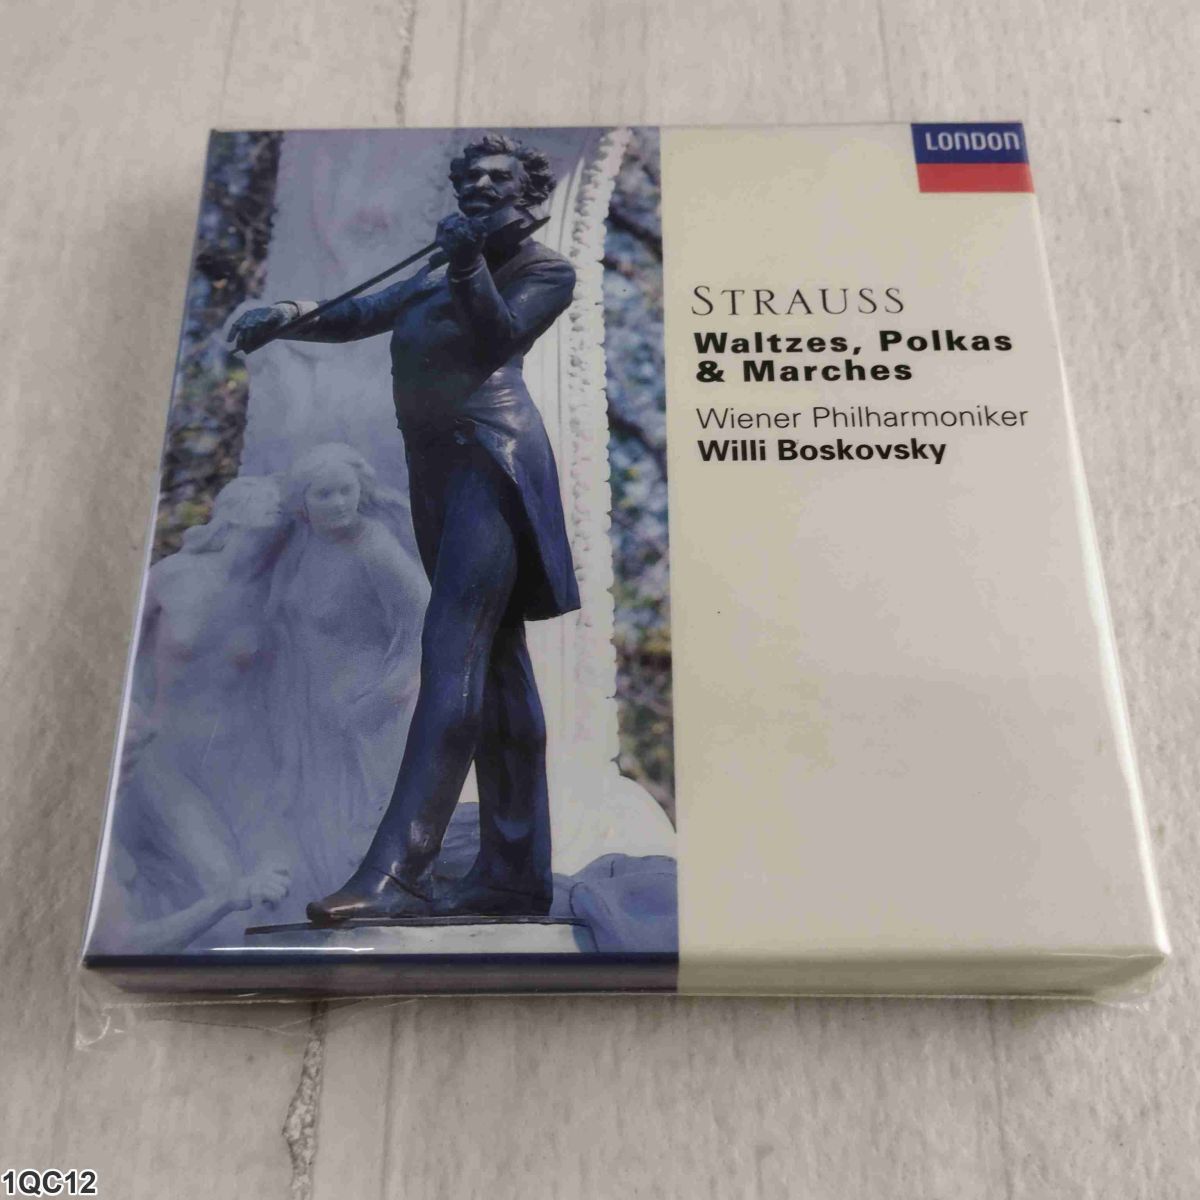 LONDON
STRAUSS
Waltzes, Polkas
& Marches
Wiener Philharmoniker
Willi Boskovsky
1QC12